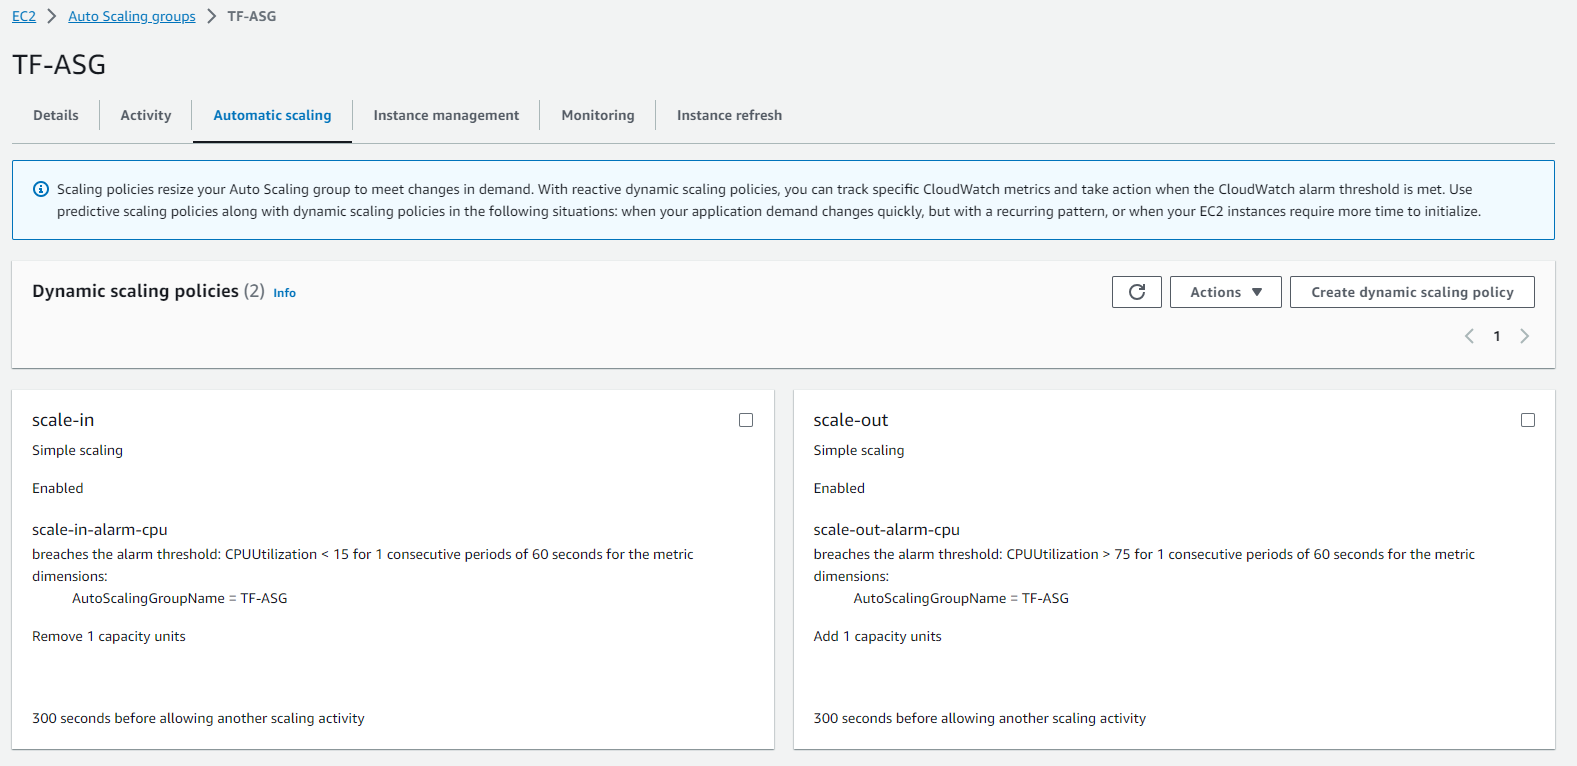 EC2 > Auto Scaling groups > TF-ASG
TF-ASG
Details Activity Automatic scaling Instance management Monitoring Instance refresh
Scaling policies resize your Auto Scaling group to meet changes in demand. With reactive dynamic scaling policies, you can track specific CloudWatch metrics and take action when the CloudWatch alarm threshold is met. Use
predictive scaling policies along with dynamic scaling policies in the following situations: when your application demand changes quickly, but with a recurring pattern, or when your EC2 instances require more time to initialize.
Dynamic scaling policies (2) Info
Actions
Create dynamic scaling policy
1
scale-in
Simple scaling
Enabled
scale-in-alarm-cpu
breaches the alarm threshold: CPUUtilization < 15 for 1 consecutive periods of 60 seconds for the metric
dimensions:
AutoScalingGroupName = TF-ASG
Remove 1 capacity units
300 seconds before allowing another scaling activity
scale-out
Simple scaling
Enabled
scale-out-alarm-cpu
breaches the alarm threshold: CPUUtilization > 75 for 1 consecutive periods of 60 seconds for the metric
dimensions:
AutoScalingGroupName = TF-ASG
Add 1 capacity units
300 seconds before allowing another scaling activity